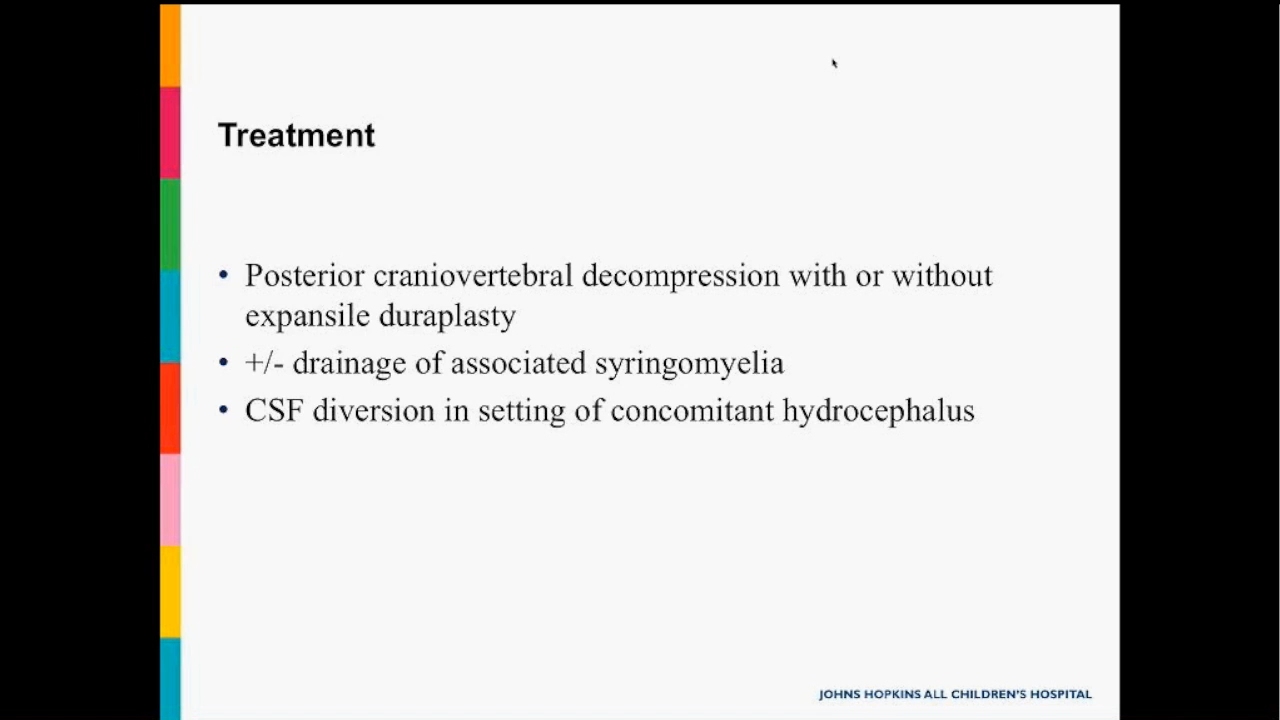 Treatment
• Posterior craniovertebral decompression with or without
expansile duraplasty
• +/- drainage of associated syringomyelia
• CSF diversion in setting of concomitant hydrocephalus
JOHNS HOPKINS ALL CHILDREN'S HOSPITAL